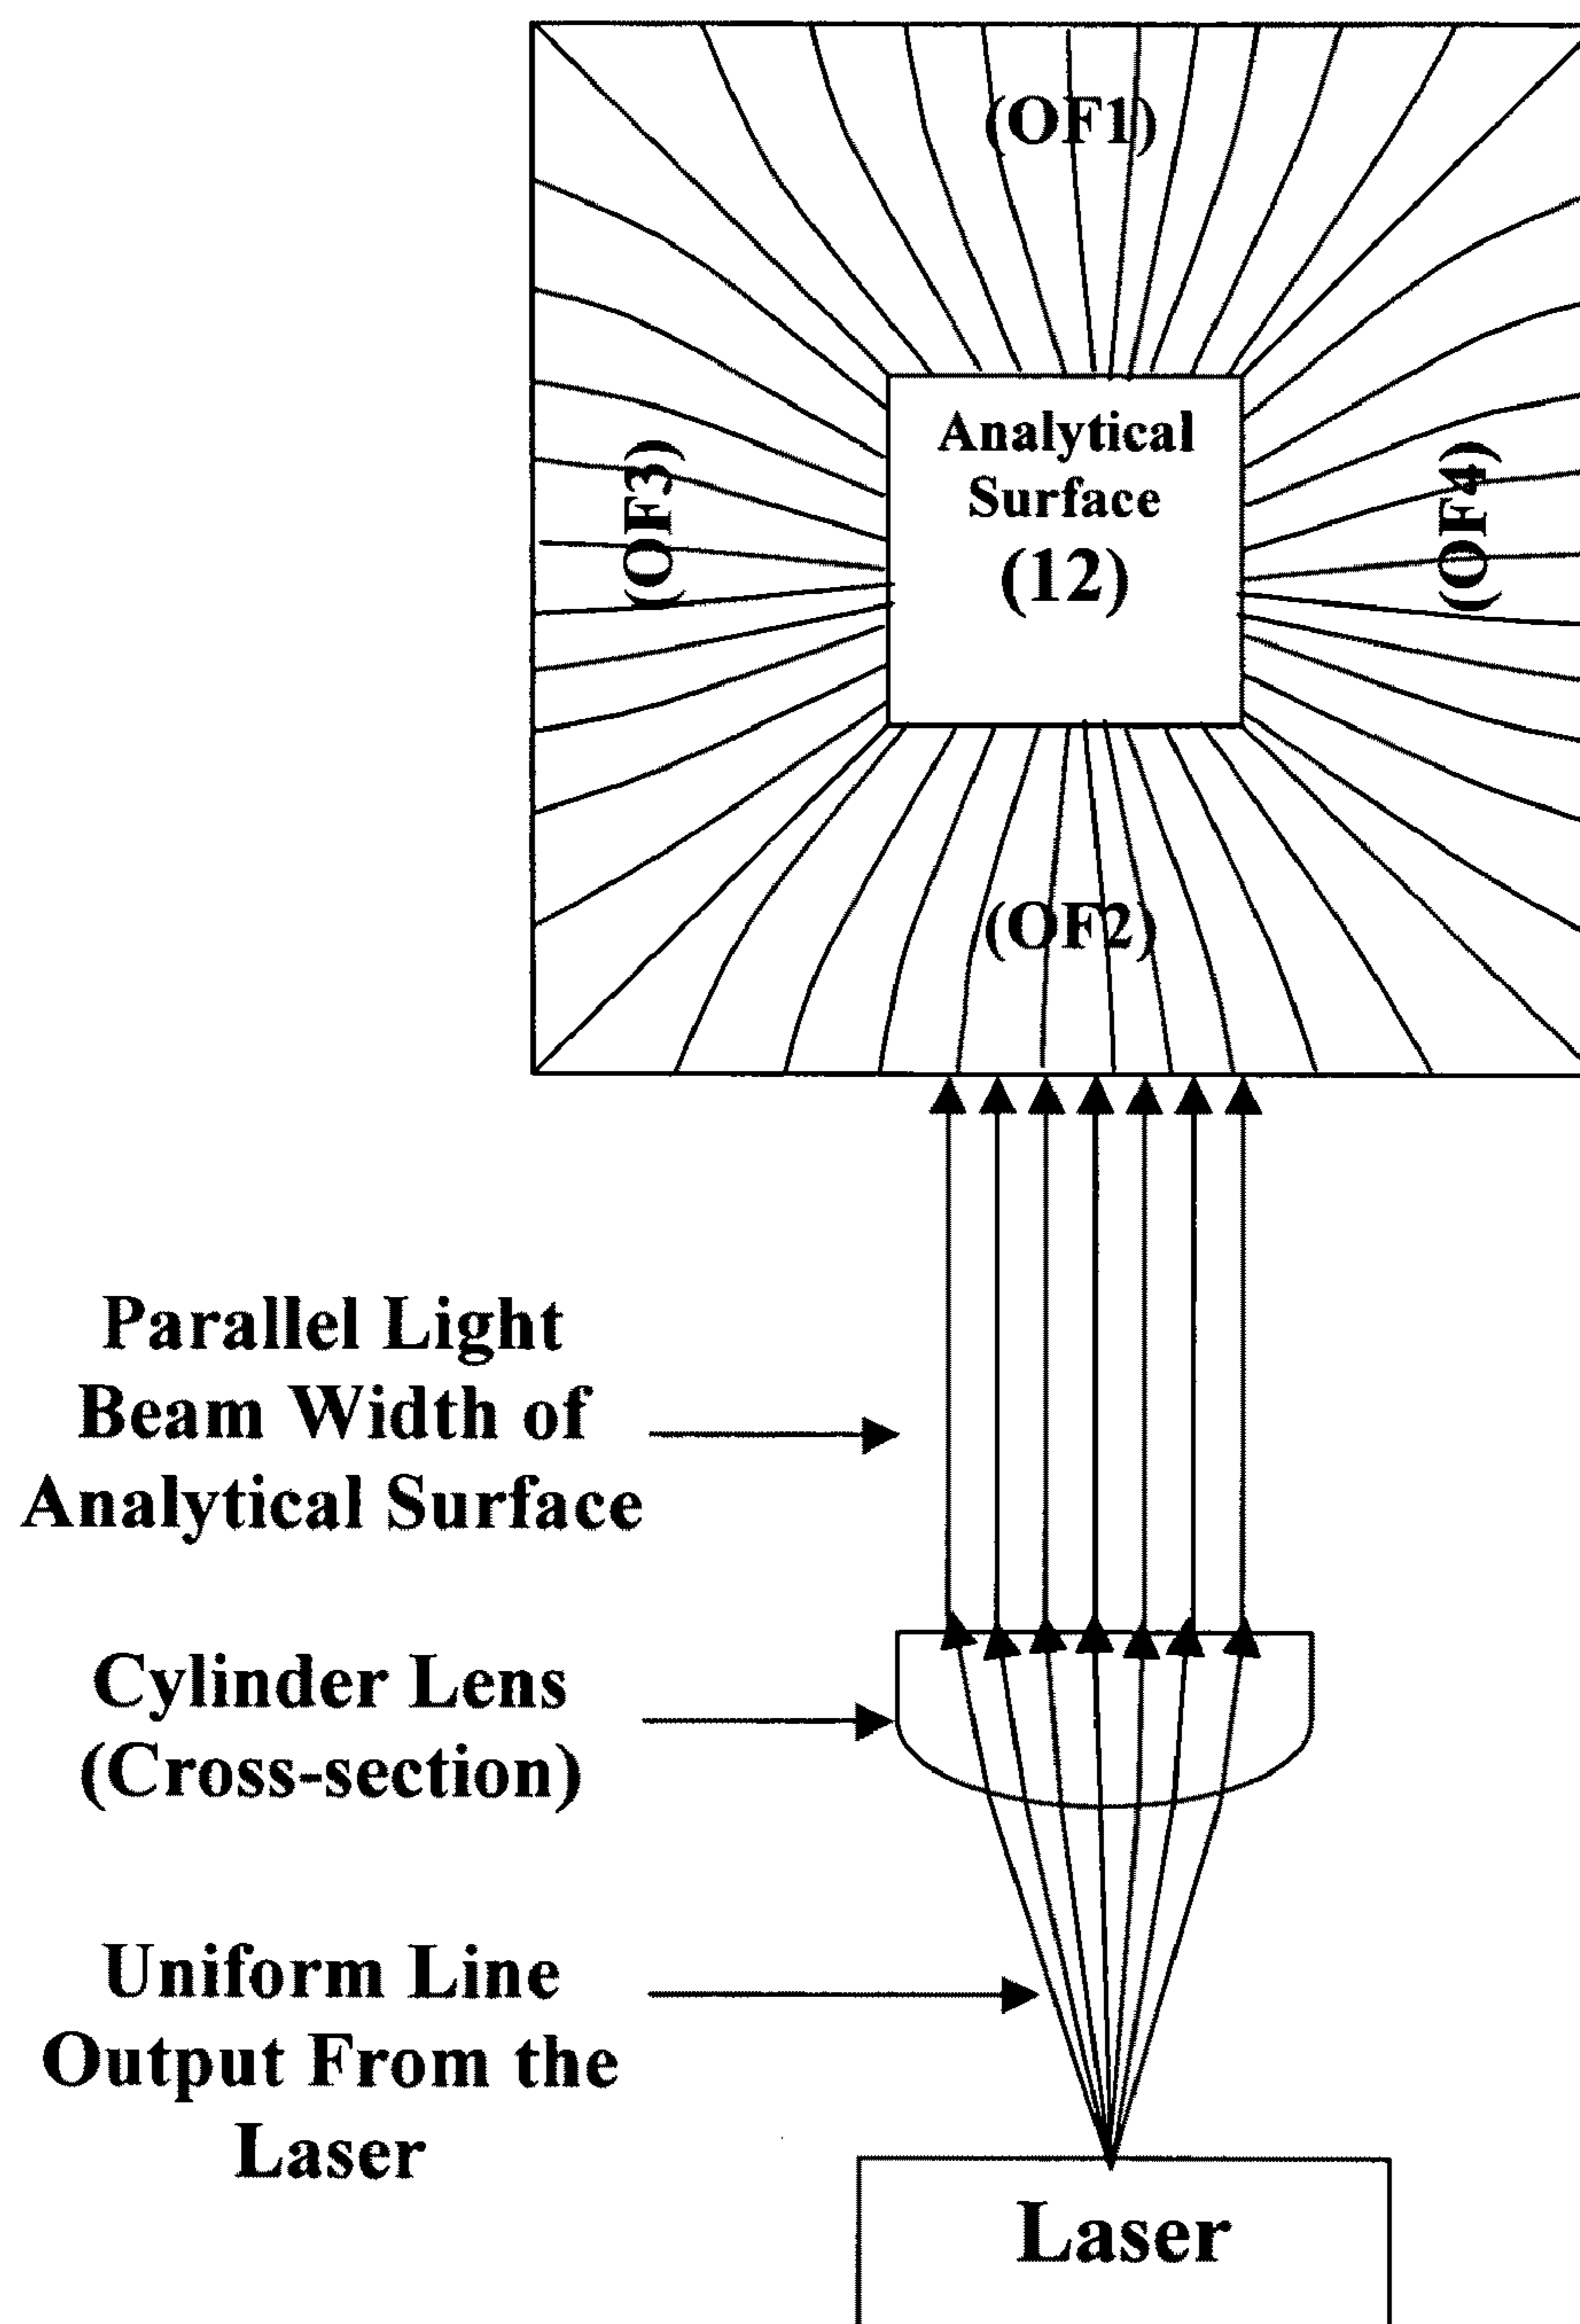 (OF1)
Analytical
Surface
(12)
(OF3)
(OF4)
(OF2)
Parallel Light
Beam Width of
Analytical Surface
Cylinder Lens
(Cross-section)
Uniform Line
Output From the
Laser
Laser